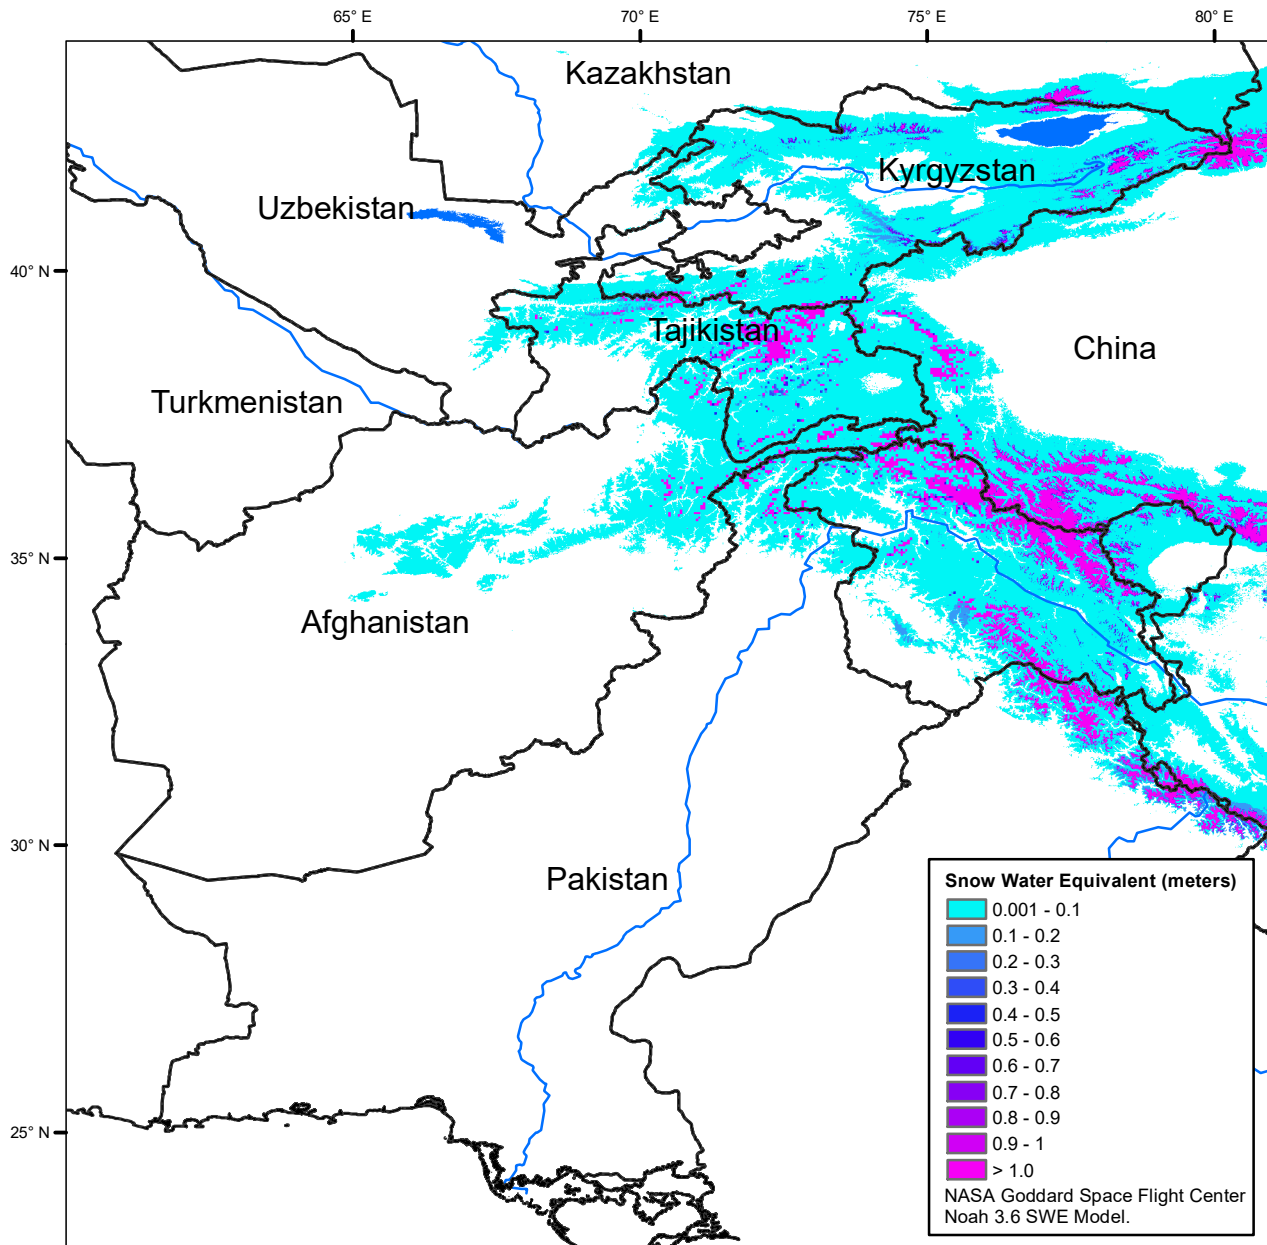 65° E
70° E
75° E
80° E
Kazakhstan
Kyrgyzstan
Uzbekistan
40° N
Tajikistan
China
Turkmenistan
35° N
Afghanistan
30° N
Pakistan
Snow Water Equivalent (meters)
0.001 - 0.1
0.1 - 0.2
0.2 - 0.3
0.3 - 0.4
0.4 - 0.5
0.5 - 0.6
0.6 - 0.7
0.7 - 0.8
0.8 - 0.9
0.9 - 1
> 1.0
25° N
NASA Goddard Space Flight Center
Noah 3.6 SWE Model.